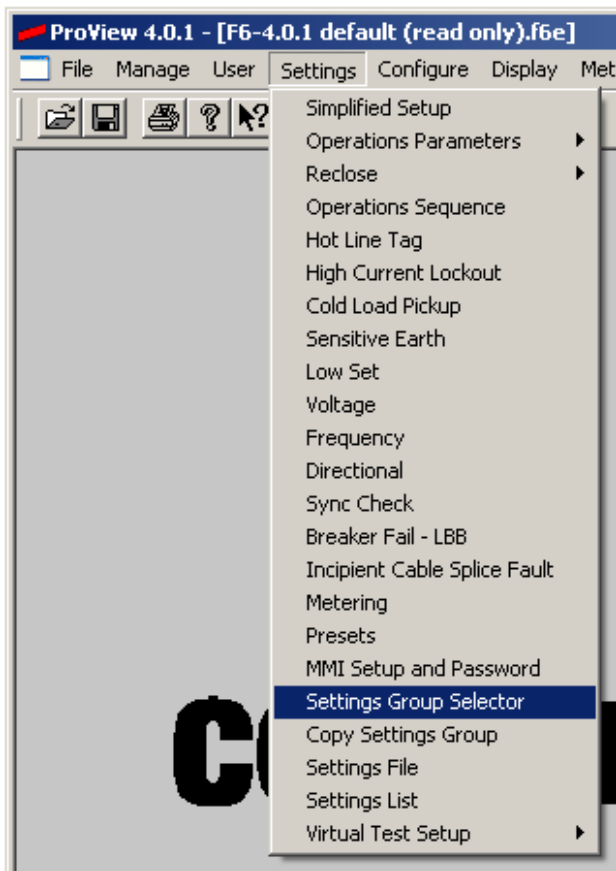 ProView 4.0.1 - [F6-4.0.1 default (read only).f6e]
File Manage User Settings Configure Display Met
Simplified Setup
Operations Parameters
Reclose
Operations Sequence
Hot Line Tag
High Current Lockout
Cold Load Pickup
Sensitive Earth
Low Set
Voltage
Frequency
Directional
Sync Check
Breaker Fail - LBB
Incipient Cable Splice Fault
Metering
Presets
MMI Setup and Password
Settings Group Selector
Copy Settings Group
Settings File
Settings List
Virtual Test Setup